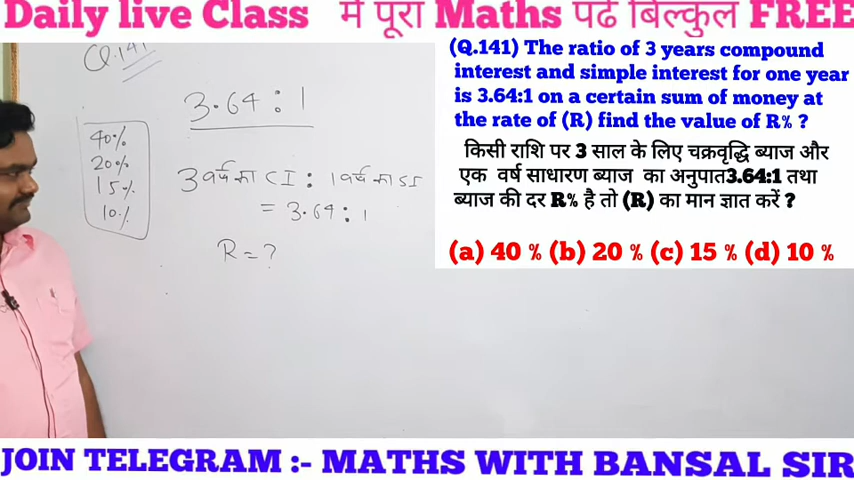 Daily live Class में पूरा Maths पढें बिल्कुल FREE
Q.141
3.64 : 1
40%
20%
15%
10%
3 वर्ष का CI : 1 वर्ष का SI
= 3.64 : 1
R = ?
(Q.141) The ratio of 3 years compound
interest and simple interest for one year
is 3.64:1 on a certain sum of money at
the rate of (R) find the value of R% ?
किसी राशि पर 3 साल के लिए चक्रवृद्धि ब्याज और
एक वर्ष साधारण ब्याज का अनुपात3.64:1 तथा
ब्याज की दर R% है तो (R) का मान ज्ञात करें ?
(a) 40 % (b) 20 % (c) 15 % (d) 10 %
JOIN TELEGRAM :- MATHS WITH BANSAL SIR